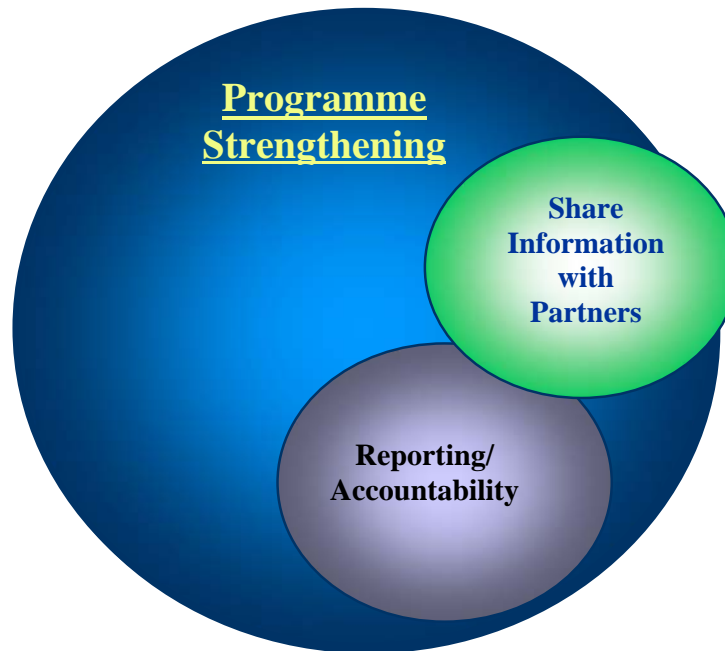 Programme
Strengthening
Share
Information
with
Partners
Reporting/
Accountability